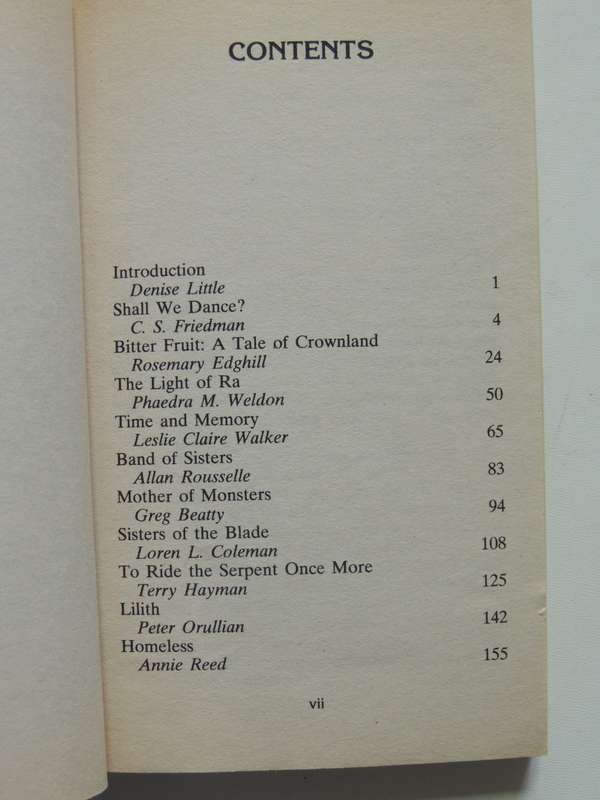 CONTENTS
Introduction
Denise Little 1
Shall We Dance?
C. S. Friedman 4
Bitter Fruit: A Tale of Crownland
Rosemary Edghill 24
The Light of Ra
Phaedra M. Weldon 50
Time and Memory
Leslie Claire Walker 65
Band of Sisters
Allan Rousselle 83
Mother of Monsters
Greg Beatty 94
Sisters of the Blade
Loren L. Coleman 108
To Ride the Serpent Once More
Terry Hayman 125
Lilith
Peter Orullian 142
Homeless
Annie Reed 155
vii